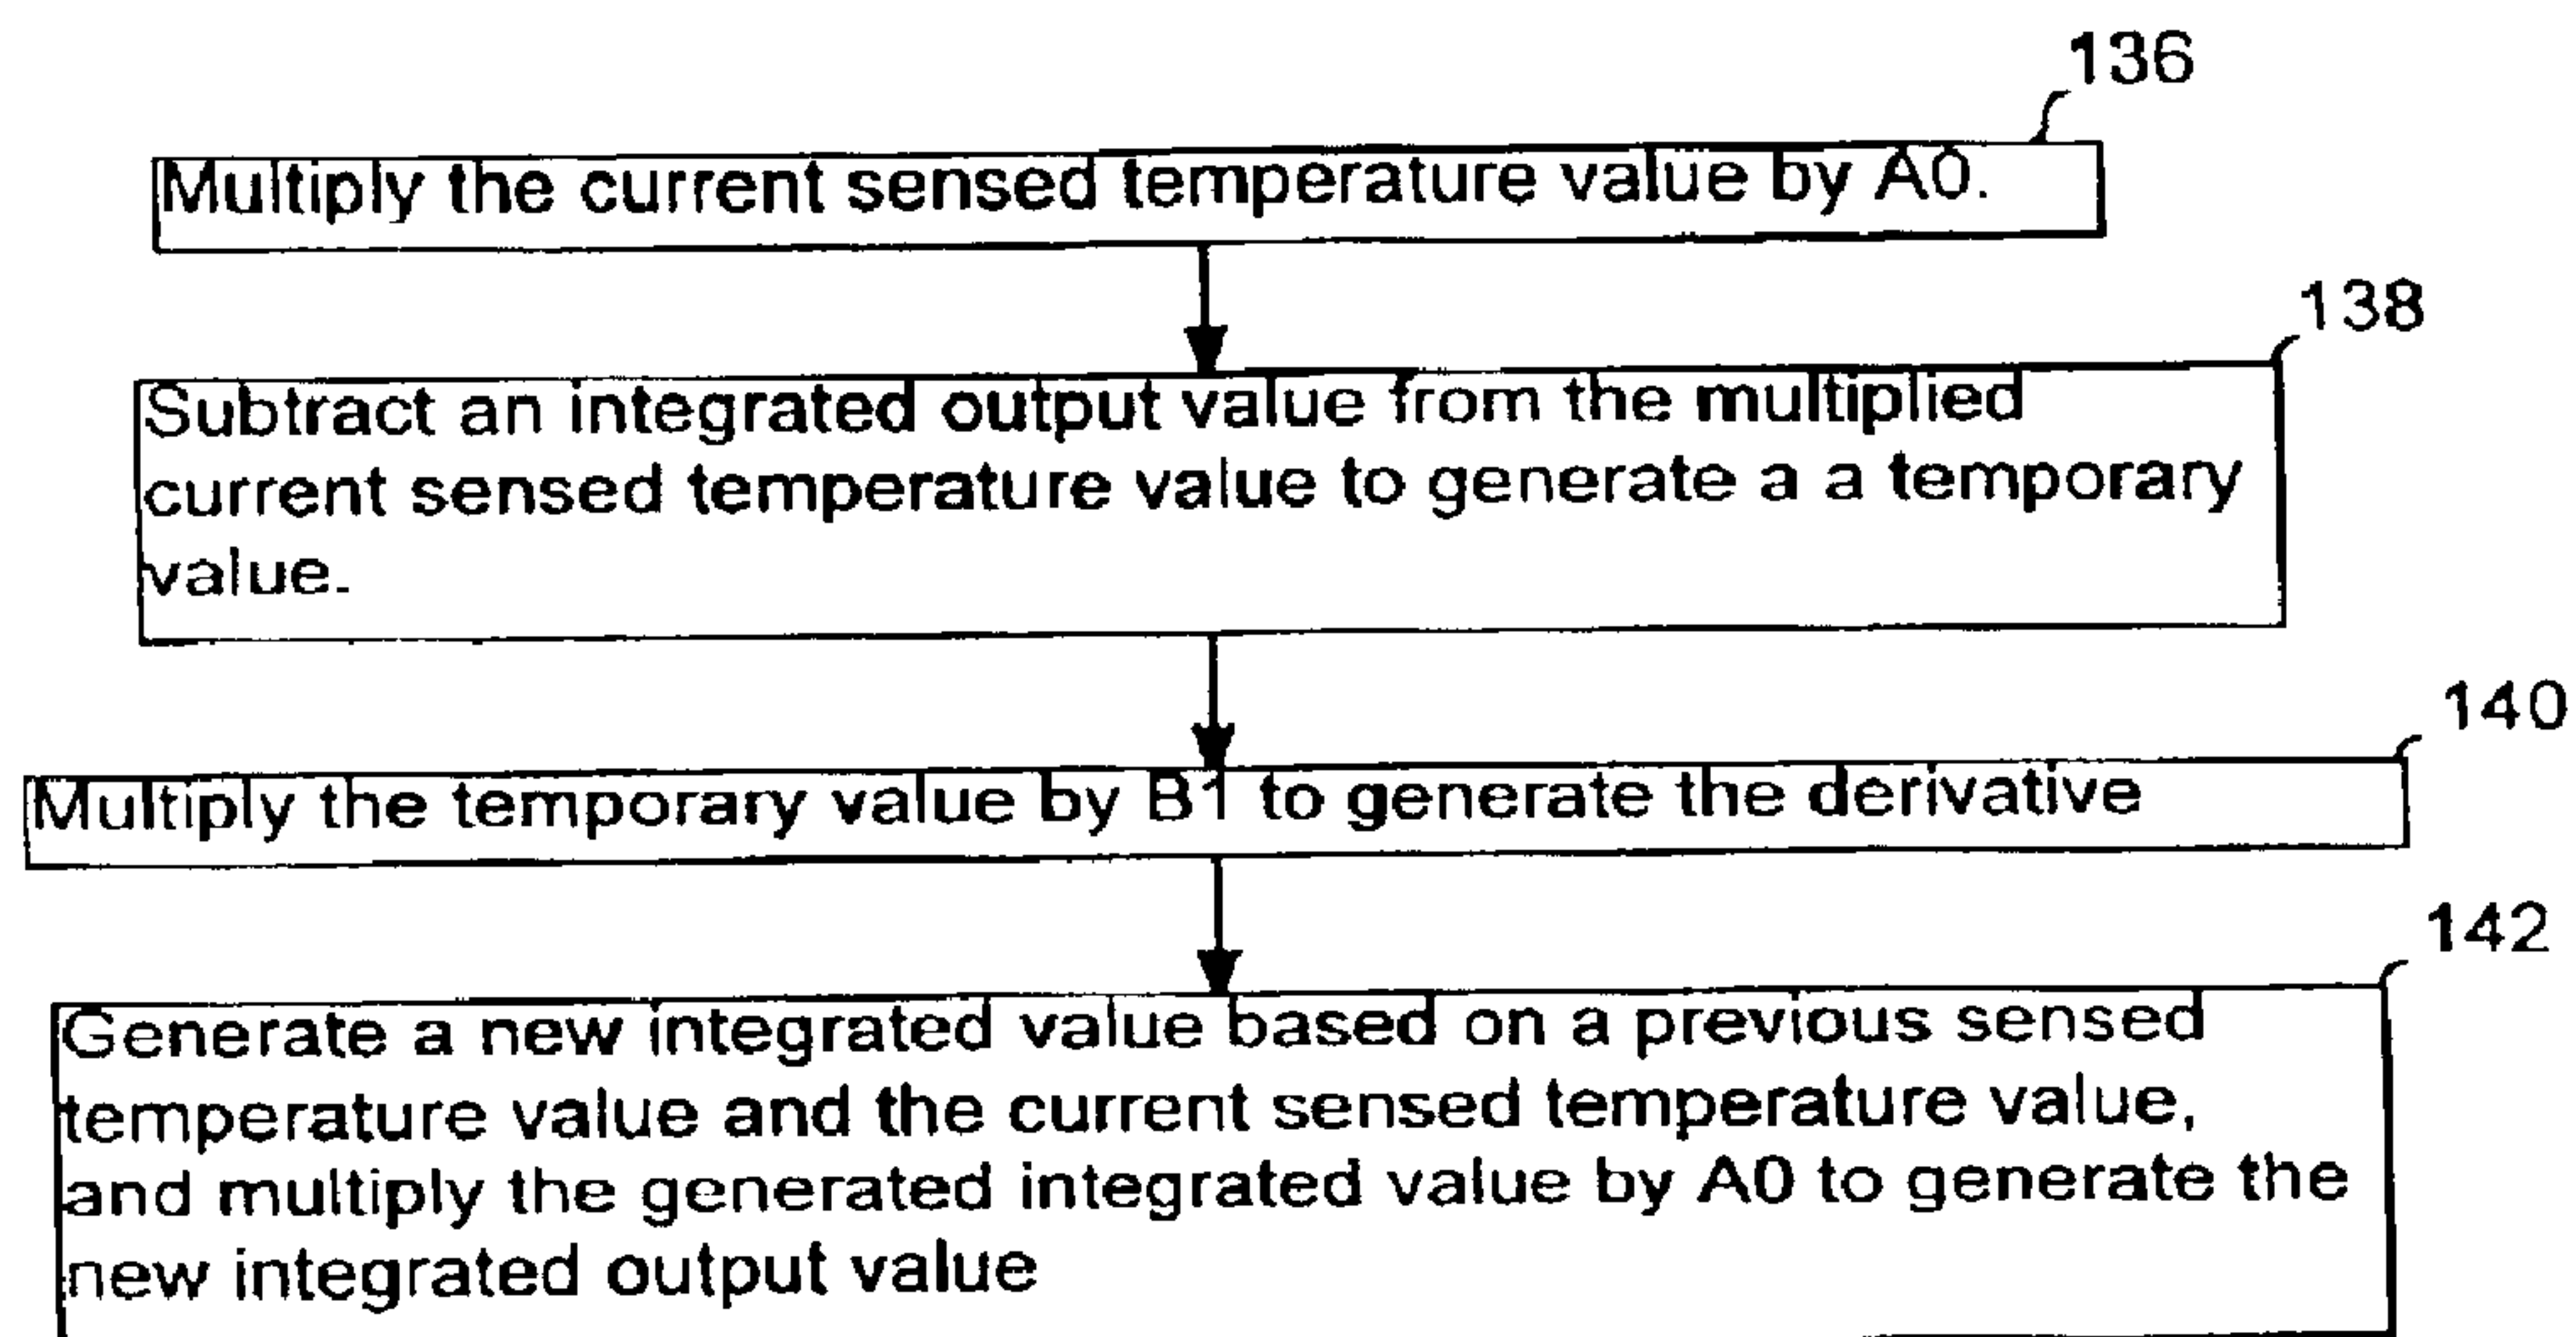 136
Multiply the current sensed temperature value by A0.
138
Subtract an integrated output value from the multiplied
current sensed temperature value to generate a a temporary
value.
140
Multiply the temporary value by B1 to generate the derivative
142
Generate a new integrated value based on a previous sensed
temperature value and the current sensed temperature value,
and multiply the generated integrated value by A0 to generate the
new integrated output value